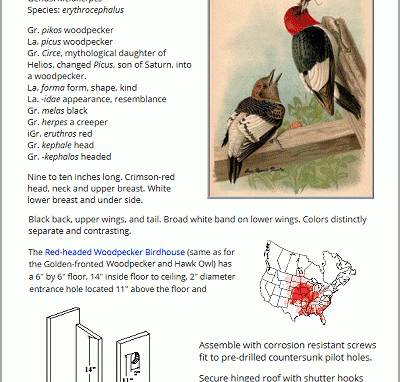 Genus: Melanerpes
Species: erythrocephalus
Gr. pikos woodpecker
La. picus woodpecker
Gr. Circe, mythological daughter of
Helios, changed Picus, son of Saturn, into
a woodpecker.
La. forma form, shape, kind
La. -idae appearance, resemblance
Gr. melas black
Gr. herpes a creeper
iGr. eruthros red
Gr. kephale head
Gr. -kephalos headed
Nine to ten inches long. Crimson-red
head, neck and upper breast. White
lower breast and under side.
Black back, upper wings, and tail. Broad white band on lower wings. Colors distinctly
separate and contrasting.
The Red-headed Woodpecker Birdhouse (same as for
the Golden-fronted Woodpecker and Hawk Owl) has
a 6" by 6" floor, 14" inside floor to ceiling, 2" diameter
entrance hole located 11" above the floor and
14"
11"
Assemble with corrosion resistant screws
fit to pre-drilled countersunk pilot holes.
Secure hinged roof with shutter hooks